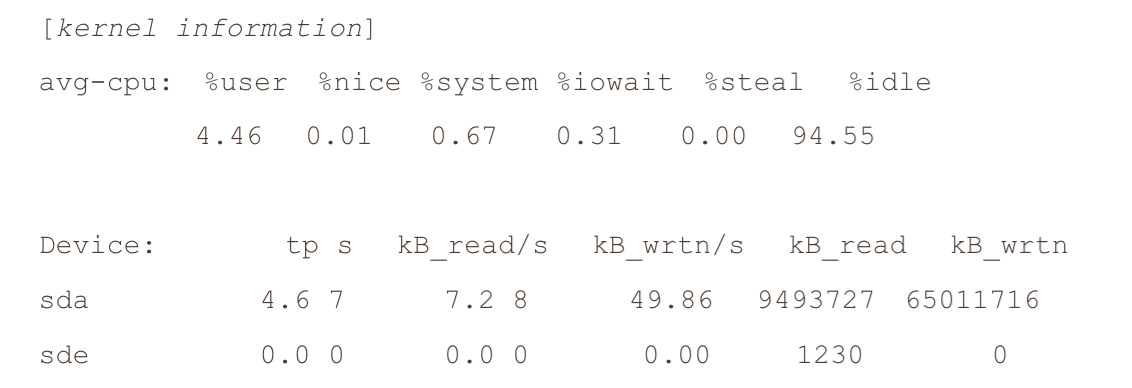 [kernel information]
avg-cpu: %user %nice %system %iowait %steal %idle
4.46 0.01 0.67 0.31 0.00 94.55
Device: tp s kB_read/s kB_wrtn/s kB_read kB_wrtn
sda 4.6 7 7.2 8 49.86 9493727 65011716
sde 0.0 0 0.0 0 0.00 1230 0